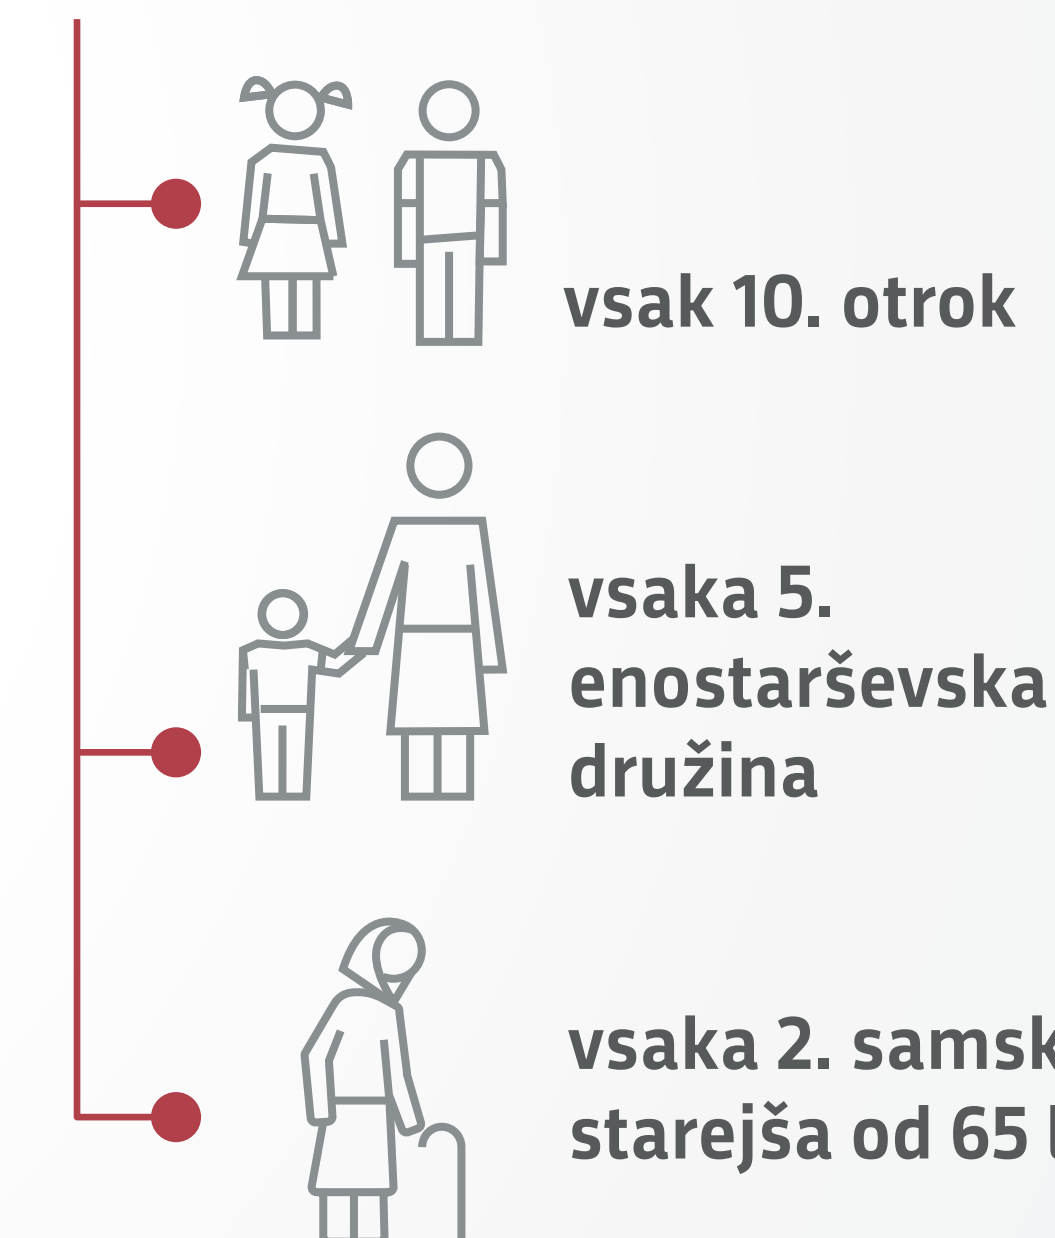 vsak 10. otrok
vsaka 5.
enostarševska
družina
vsaka 2.
starejša od 65